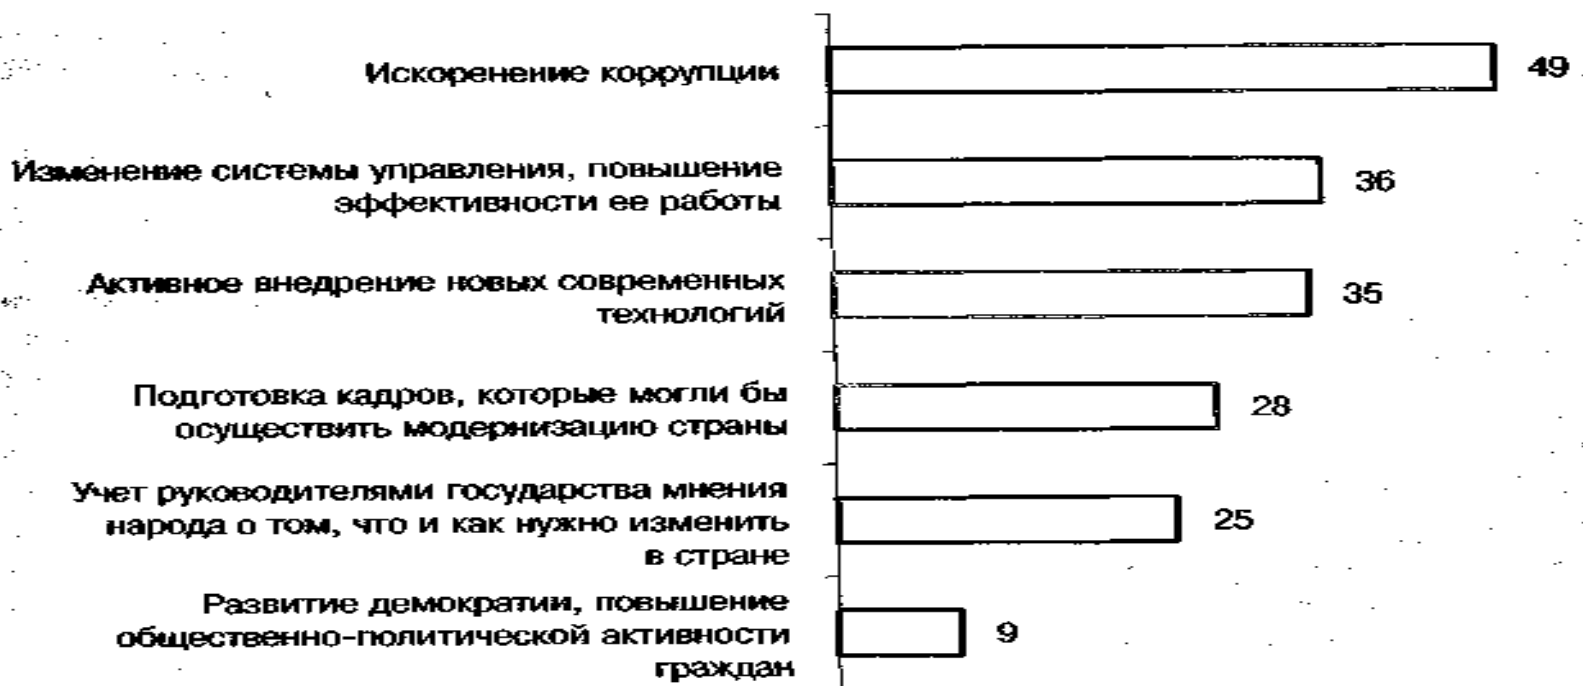 Искоренение коррупции 49
Изменение системы управления, повышение
эффективности ее работы 36
Активное внедрение новых современных
технологий 35
Подготовка кадров, которые могли бы
осуществить модернизацию страны 28
Учет руководителями государства мнения
народа о том, что и как нужно изменить
в стране 25
Развитие демократии, повышение
общественно-политической активности
граждан 9